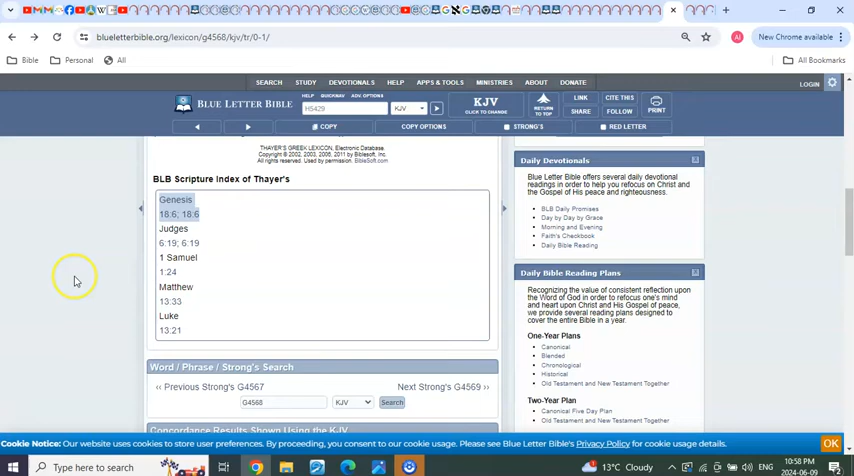 blueletterbible.org/lexicon/g4568/kjv/tr/0-1/
New Chrome available
Bible
Personal
All
All Bookmarks
SEARCH STUDY DEVOTIONALS HELP APPS & TOOLS MINISTRIES ABOUT DONATE
LOGIN
BLUE LETTER BIBLE
HELP QUICKNAV ADV. OPTIONS
H5429
KJV
KJV
CLICK TO CHANGE
RETURN
TO TOP
LINK
SHARE
CITE THIS
FOLLOW
PRINT
COPY
COPY OPTIONS
STRONG'S
RED LETTER
THAYER'S GREEK LEXICON, Electronic Database.
Copyright © 2002, 2003, 2006, 2011 by Biblesoft, Inc.
All rights reserved. Used by permission. BibleSoft.com
BLB Scripture Index of Thayer's
Genesis
18:6; 18:6
Judges
6:19; 6:19
1 Samuel
1:24
Matthew
13:33
Luke
13:21
Word / Phrase / Strong's Search
‹‹ Previous Strong's G4567
Next Strong's G4569 ››
G4568
KJV
Search
Concordance Results Shown Using the KJV
Daily Devotionals
Blue Letter Bible offers several daily devotional
readings in order to help you refocus on Christ and
the Gospel of His peace and righteousness.
BLB Daily Promises
Day by Day by Grace
Morning and Evening
Faith's Checkbook
Daily Bible Reading
Daily Bible Reading Plans
Recognizing the value of consistent reflection upon
the Word of God in order to refocus one's mind
and heart upon Christ and His Gospel of peace,
we provide several reading plans designed to
cover the entire Bible in a year.
One-Year Plans
Canonical
Blended
Chronological
Historical
Old Testament and New Testament Together
Two-Year Plan
Canonical Five Day Plan
Old Testament and New Testament Together
Cookie Notice: Our website uses cookies to store user preferences. By proceeding, you consent to our cookie usage. Please see Blue Letter Bible's Privacy Policy for cookie usage details.
OK
Type here to search
13°C Cloudy
ENG
10:58 PM
2024-06-09